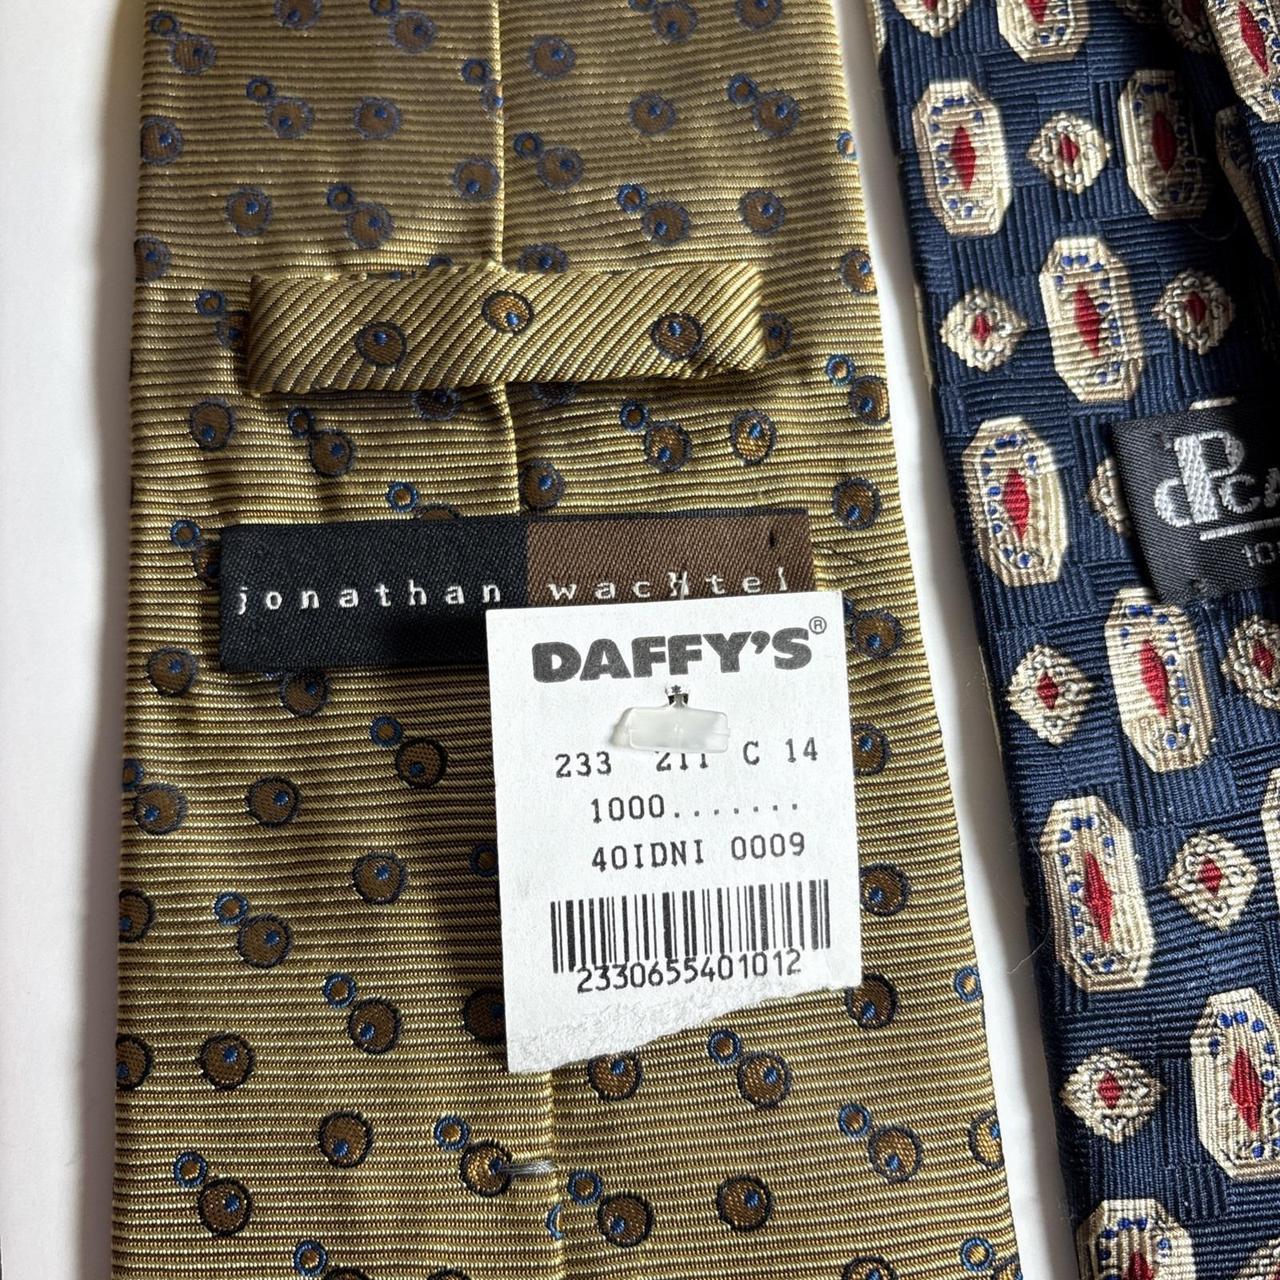 jonathan wachtel
DAFFY'S®
233 211 C 14
1000.......
40IDNI 0009
2330655401012